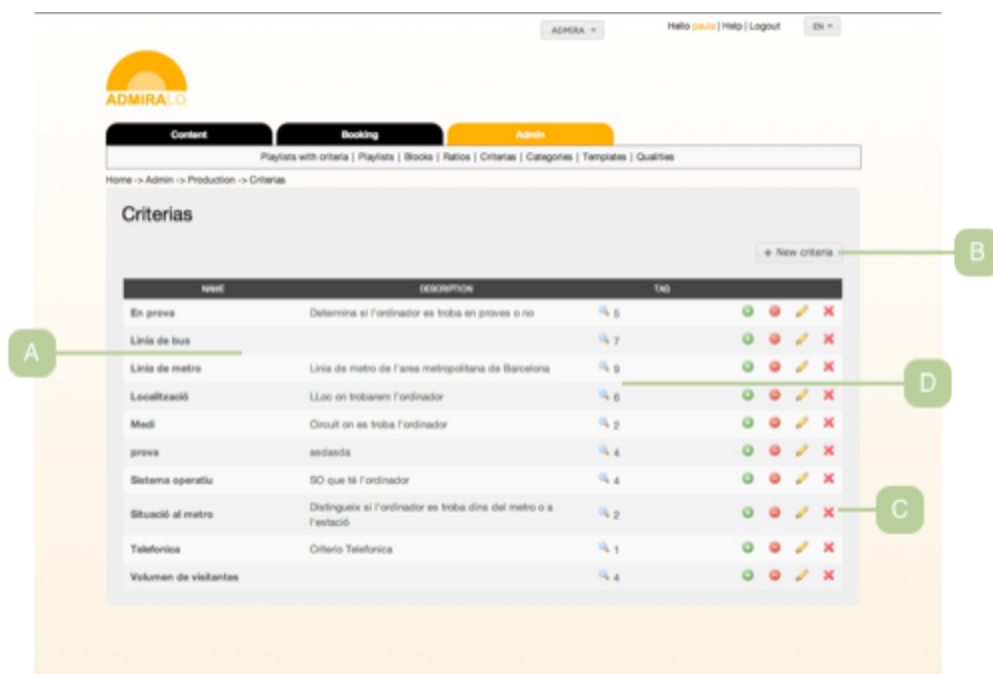 ADMIRA
Hello paula | Help | Logout
EN
ADMIRALO
Content
Booking
Admin
Playlists with criteria | Playlists | Blocks | Ratios | Criterias | Categories | Templates | Qualities
Home -> Admin -> Production -> Criterias
Criterias
+ New criteria
B
NAME DESCRIPTION TAG
En prova Determina si l'ordinador es troba en proves o no 5
Linia de bus 7
A
Linia de metro Linia de metro de l'area metropolitana de Barcelona 9
D
Localització LLoc on trobarem l'ordinador 6
Medi Circuit on es troba l'ordinador 2
prova asdasda 4
Sistema operatiu SO que té l'ordinador 4
Situació al metro Distingueix si l'ordinador es troba dins del metro o a
l'estació 2
C
Telefonica Criterio Telefonica 1
Volumen de visitantes 4